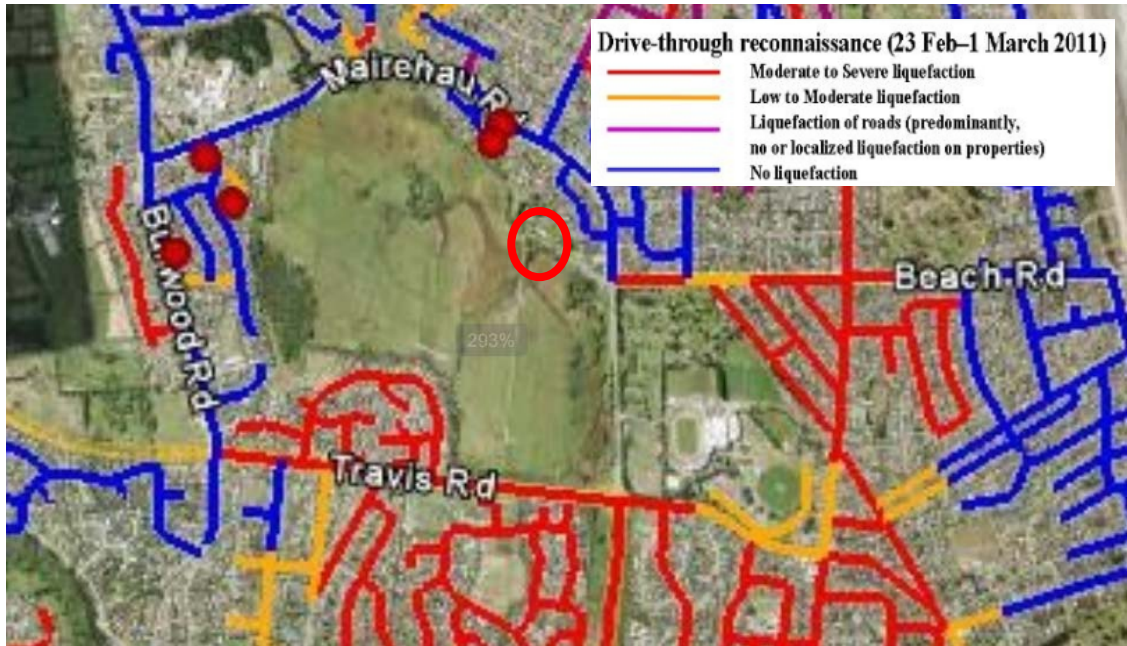 Drive-through reconnaissance (23 Feb–1 March 2011)
Moderate to Severe liquefaction
Low to Moderate liquefaction
Liquefaction of roads (predominantly,
no or localized liquefaction on properties)
No liquefaction
Mairehau
Beach Rd
293%
Travis Rd